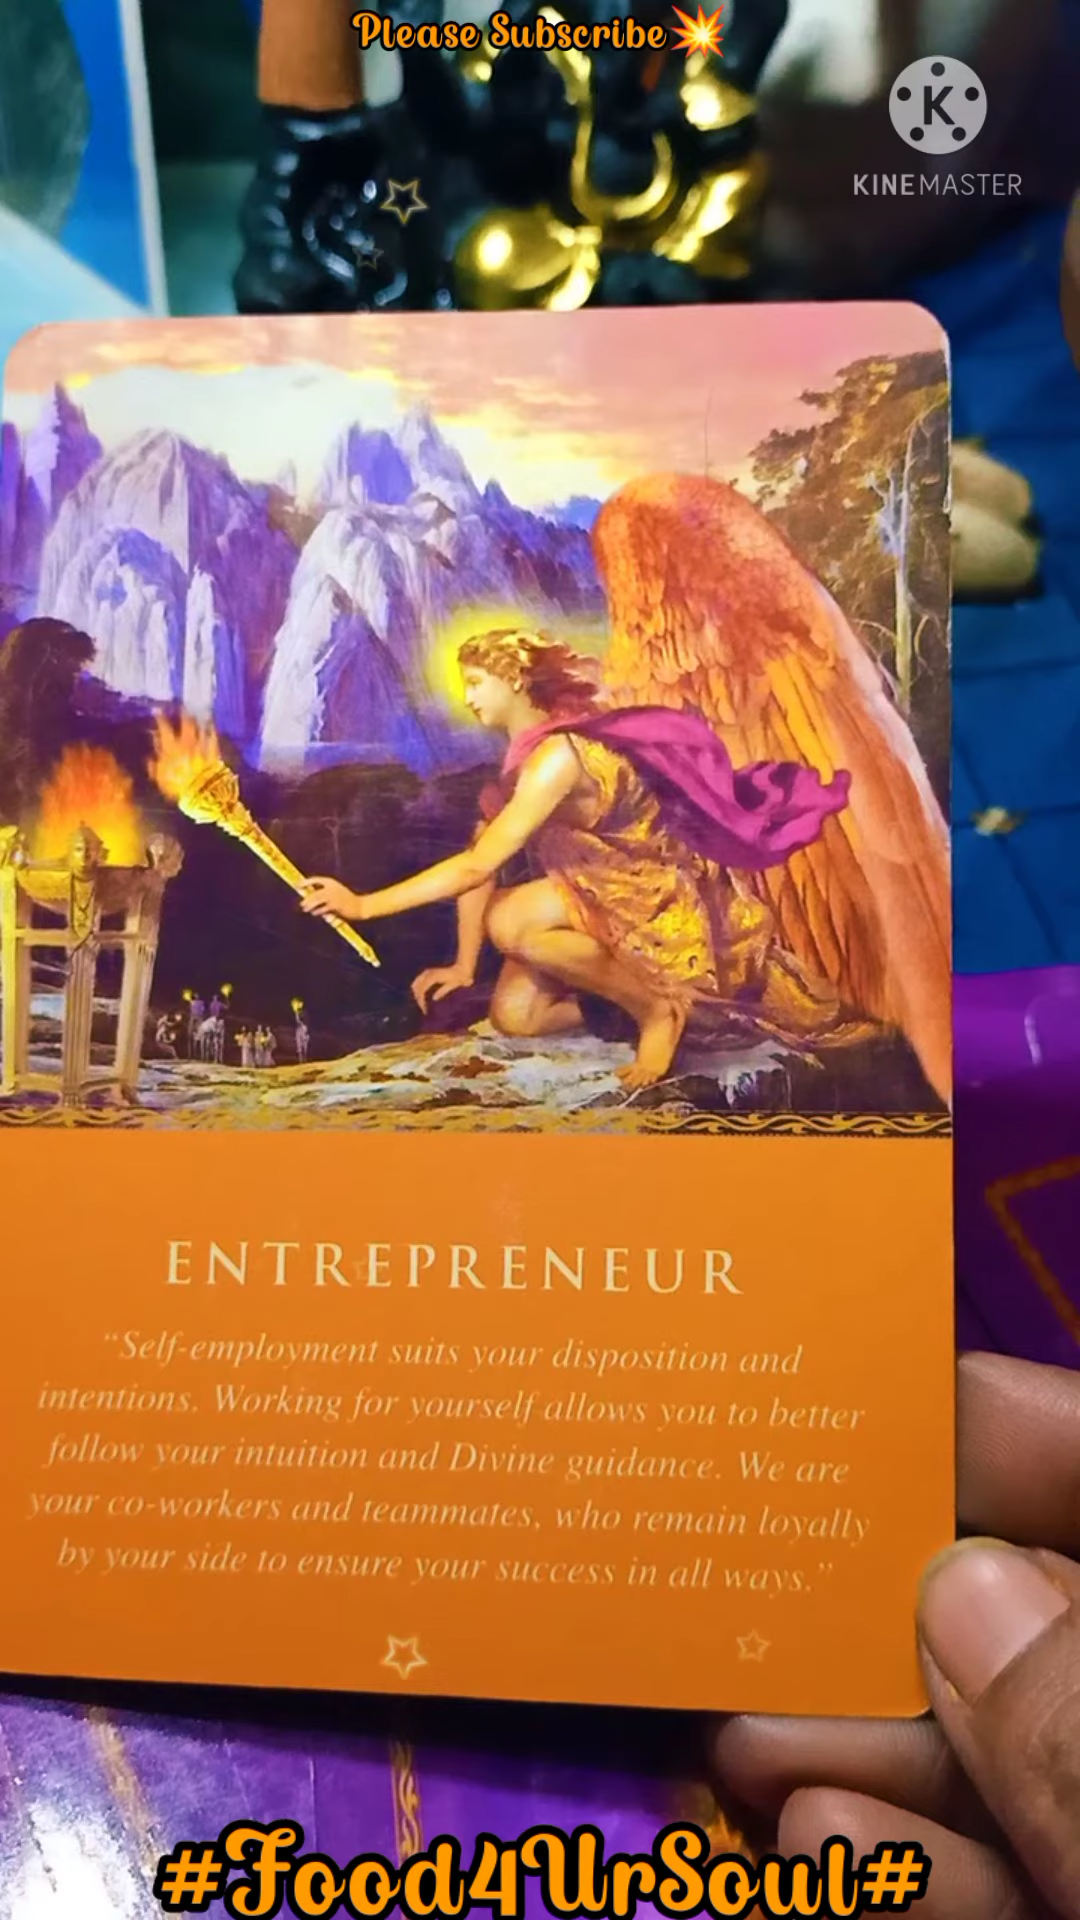 Please Subscribe💥
K
KINEMASTER
ENTREPRENEUR
“Self-employment suits your disposition and
intentions. Working for yourself allows you to better
follow your intuition and Divine guidance. We are
your co-workers and teammates, who remain loyally
by your side to ensure your success in all ways.”
#Food4UrSoul#